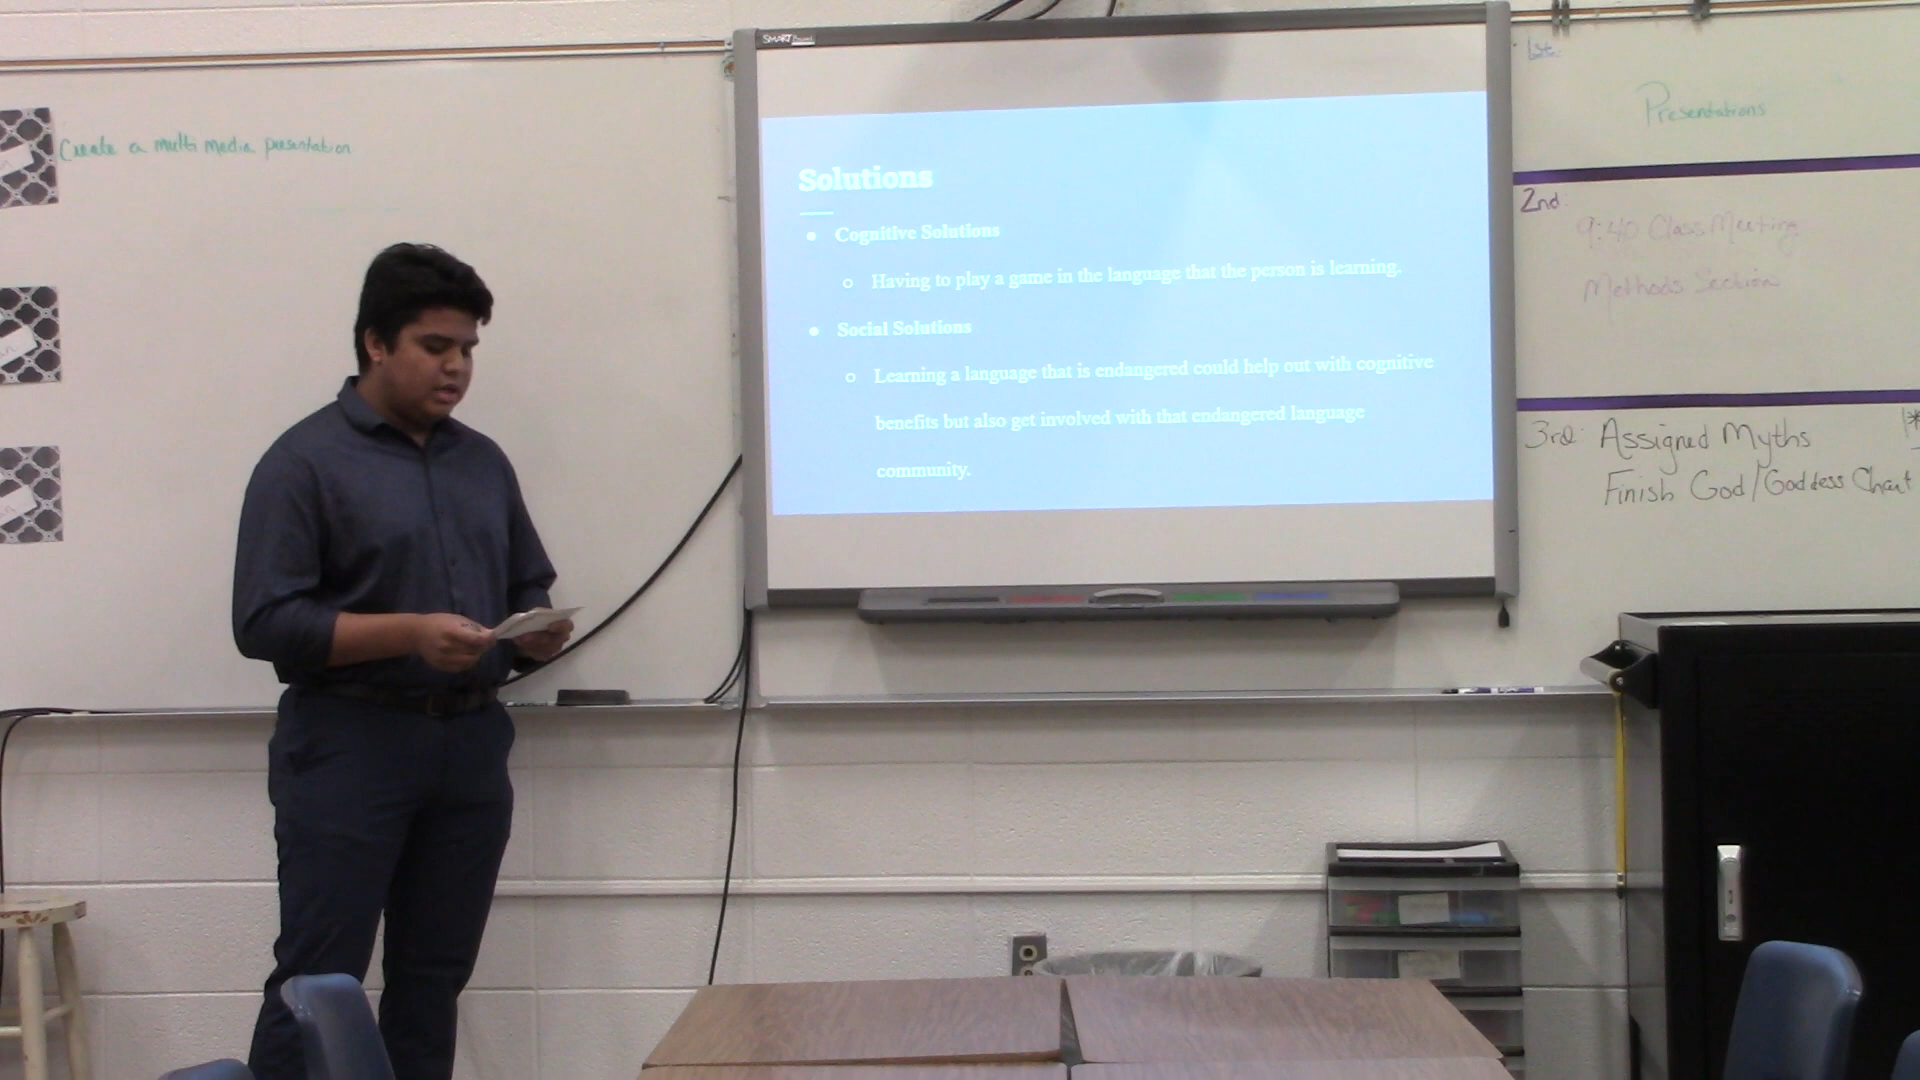 Create a multi media presentation
SMART
Solutions
● Cognitive Solutions
○ Having to play a game in the language that the person is learning.
● Social Solutions
○ Learning a language that is endangered could help out with cognitive
benefits but also get involved with that endangered language
community.
1st:
Presentations
2nd:
9:40 Class Meeting
Methods Section
3rd: Assigned Myths
Finish God/Goddess Chart